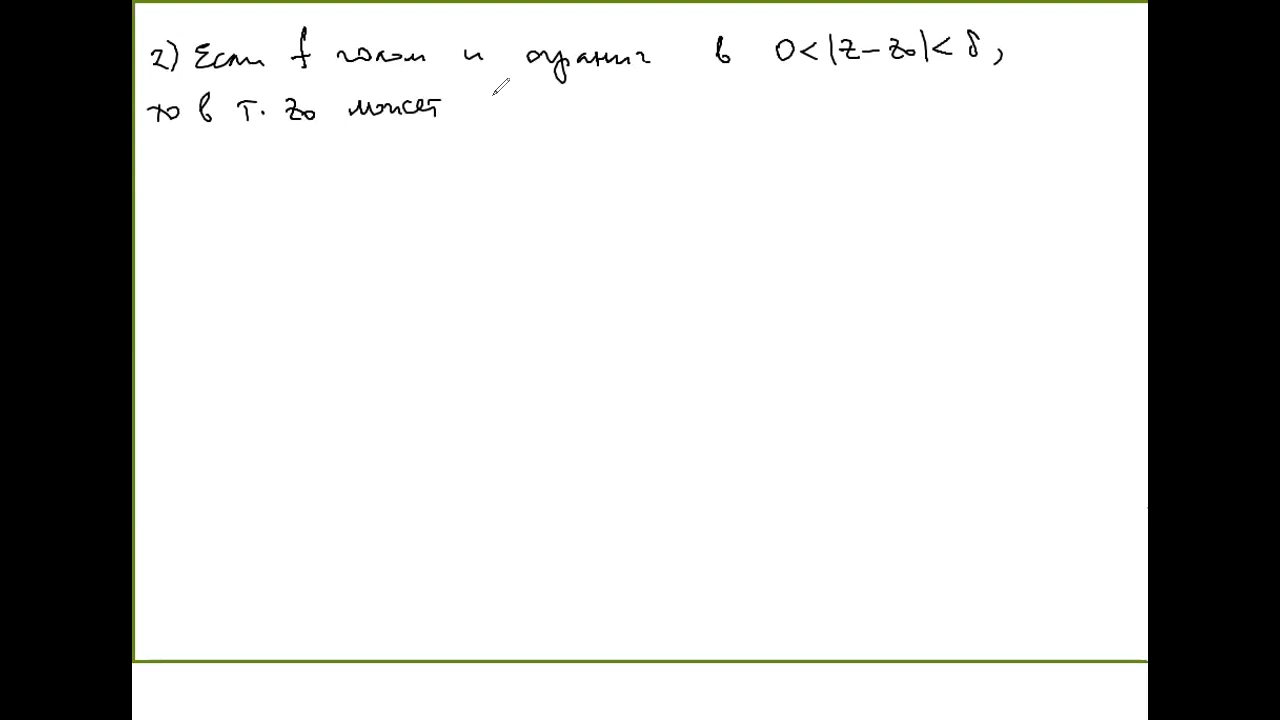 2) Если f голом и огранич в 0 < |z - z₀| < δ,
то в т. z₀ может